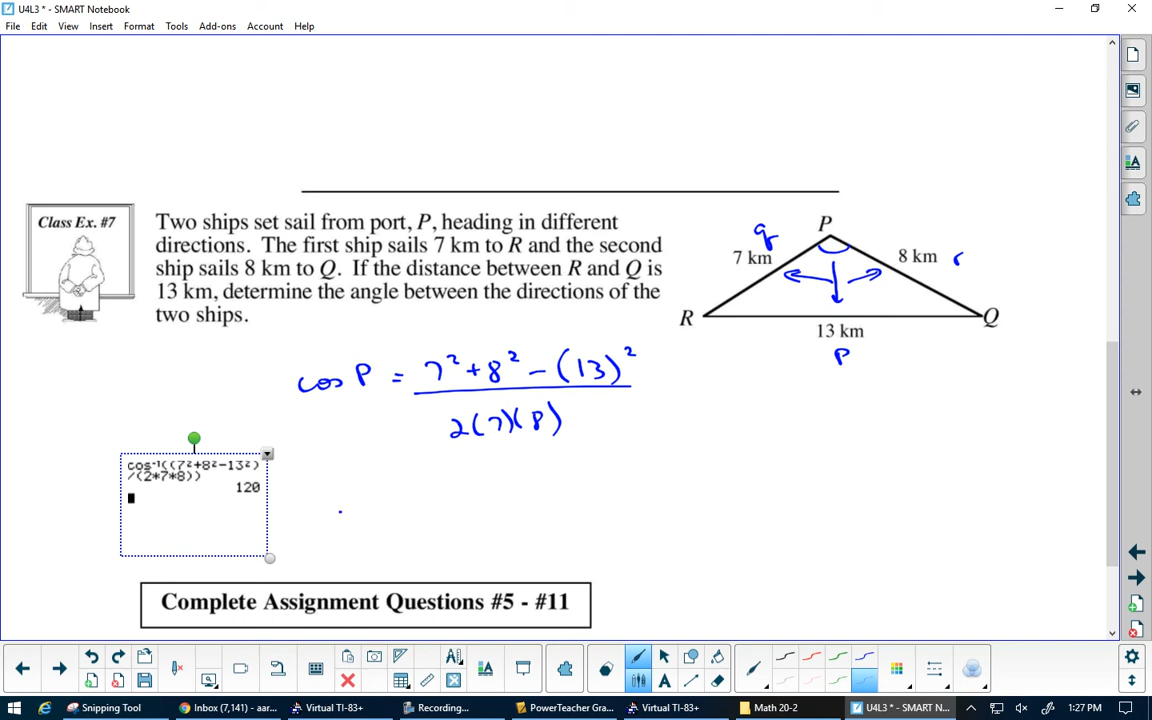 U4L3 * - SMART Notebook
File Edit View Insert Format Tools Add-ons Account Help
Class Ex. #7
Two ships set sail from port, P, heading in different
directions. The first ship sails 7 km to R and the second
ship sails 8 km to Q. If the distance between R and Q is
13 km, determine the angle between the directions of the
two ships.
P
q
7 km
8 km
r
R
Q
13 km
p
cos P = 7² + 8² - (13)²
2(7)(8)
cos⁻¹((7²+8²-13²)
/(2*7*8))
120
Complete Assignment Questions #5 - #11
Snipping Tool
Inbox (7,141) - aar...
Virtual TI-83+
Recording...
PowerTeacher Gra...
Virtual TI-83+
Math 20-2
U4L3 * - SMART N...
1:27 PM